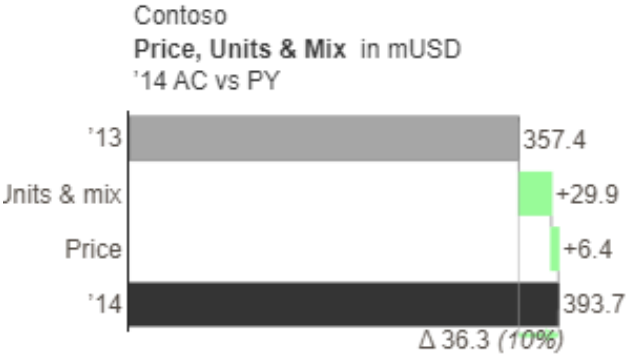 Contoso
Price, Units & Mix in mUSD
’14 AC vs PY
’13 357.4
Jnits & mix +29.9
Price +6.4
’14 393.7
Δ 36.3 (10%)